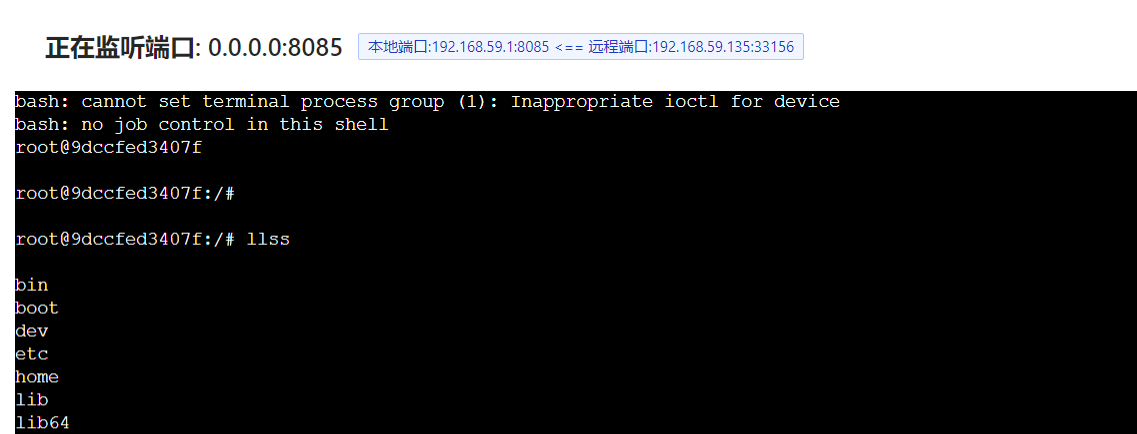 正在监听端口: 0.0.0.0:8085 本地端口:192.168.59.1:8085 <== 远程端口:192.168.59.135:33156
bash: cannot set terminal process group (1): Inappropriate ioctl for device
bash: no job control in this shell
root@9dccfed3407f
root@9dccfed3407f:/#
root@9dccfed3407f:/# llss
bin
boot
dev
etc
home
lib
lib64